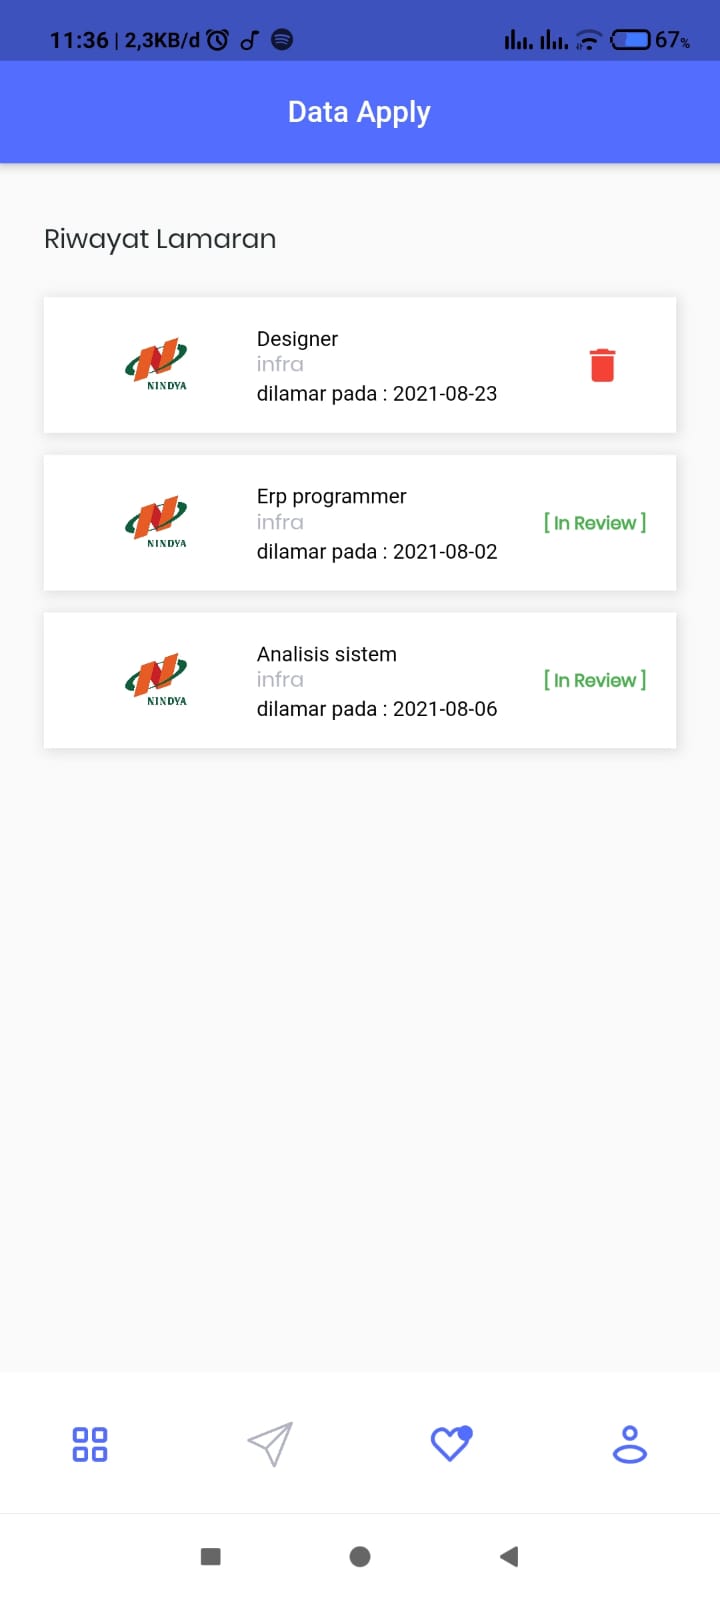 11:36 | 2,3KB/d
67%
Data Apply
Riwayat Lamaran
NINDYA
Designer
infra
dilamar pada : 2021-08-23
NINDYA
Erp programmer
infra
dilamar pada : 2021-08-02
[ In Review ]
NINDYA
Analisis sistem
infra
dilamar pada : 2021-08-06
[ In Review ]